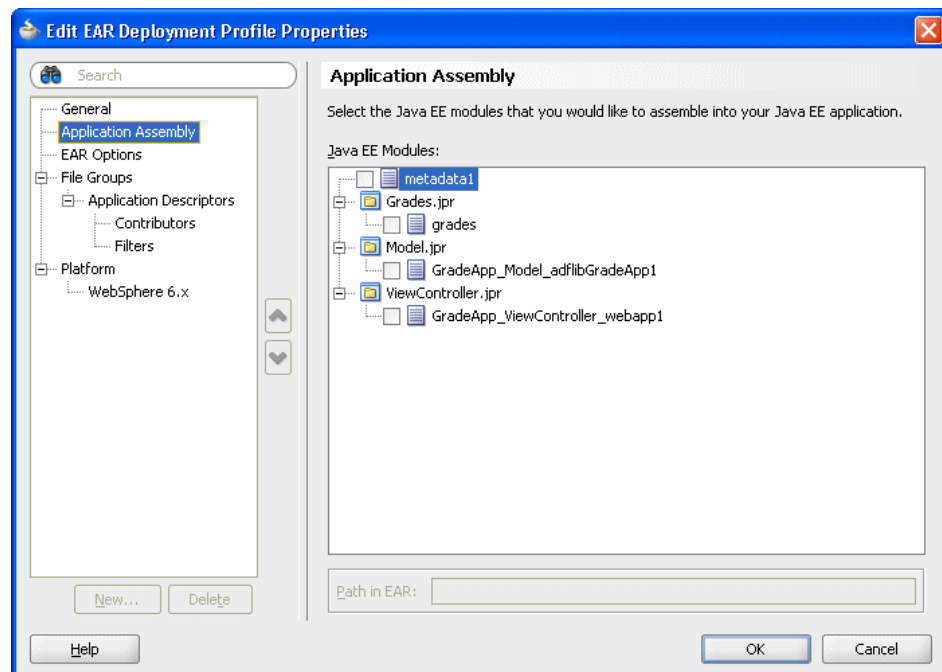 Edit EAR Deployment Profile Properties
Search
General
Application Assembly
EAR Options
File Groups
Application Descriptors
Contributors
Filters
Platform
WebSphere 6.x
New...
Delete
Application Assembly
Select the Java EE modules that you would like to assemble into your Java EE application.
Java EE Modules:
metadata1
Grades.jpr
grades
Model.jpr
GradeApp_Model_adflibGradeApp1
ViewController.jpr
GradeApp_ViewController_webapp1
Path in EAR:
Help
OK
Cancel